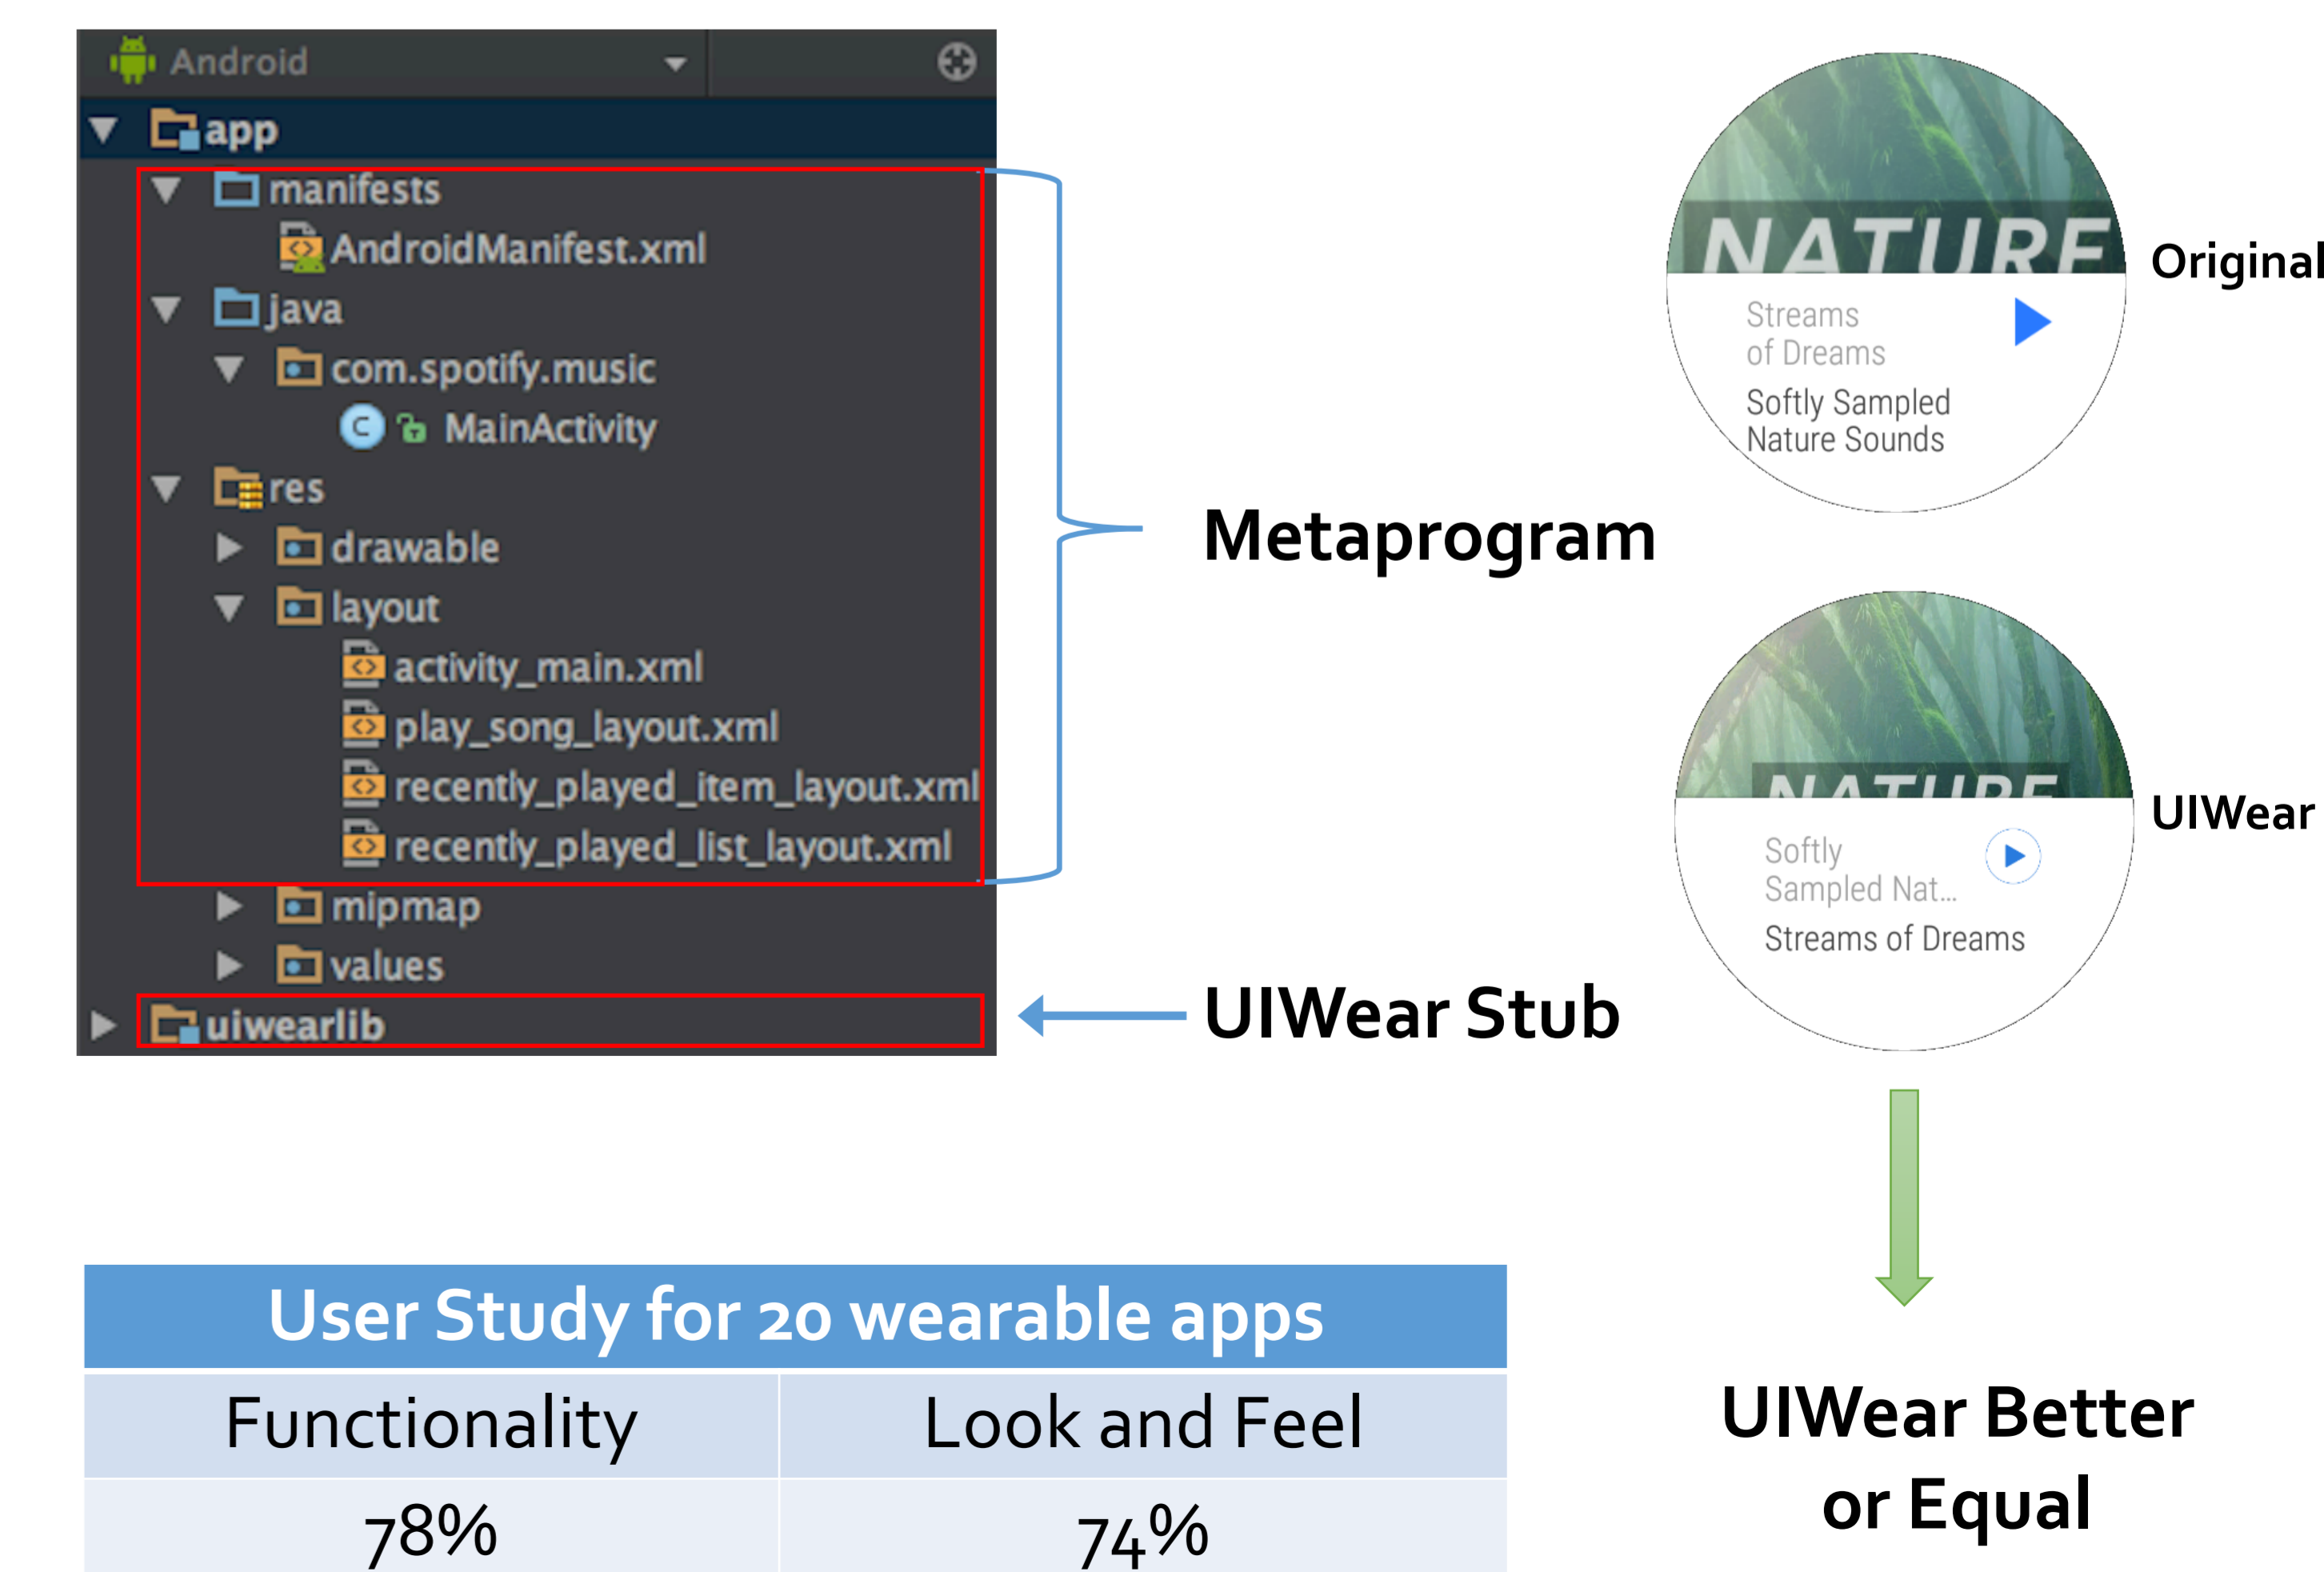 Android
app
manifests
AndroidManifest.xml
java
com.spotify.music
MainActivity
res
drawable
layout
activity_main.xml
play_song_layout.xml
recently_played_item_layout.xml
recently_played_list_layout.xml
mipmap
values
uiwearlib
Metaprogram
UIWear Stub
NATURE
Streams
of Dreams
Softly Sampled
Nature Sounds
Original
NATURE
Softly
Sampled Nat...
Streams of Dreams
UIWear
UIWear Better
or Equal
User Study for 20 wearable apps
Functionality Look and Feel
78% 74%